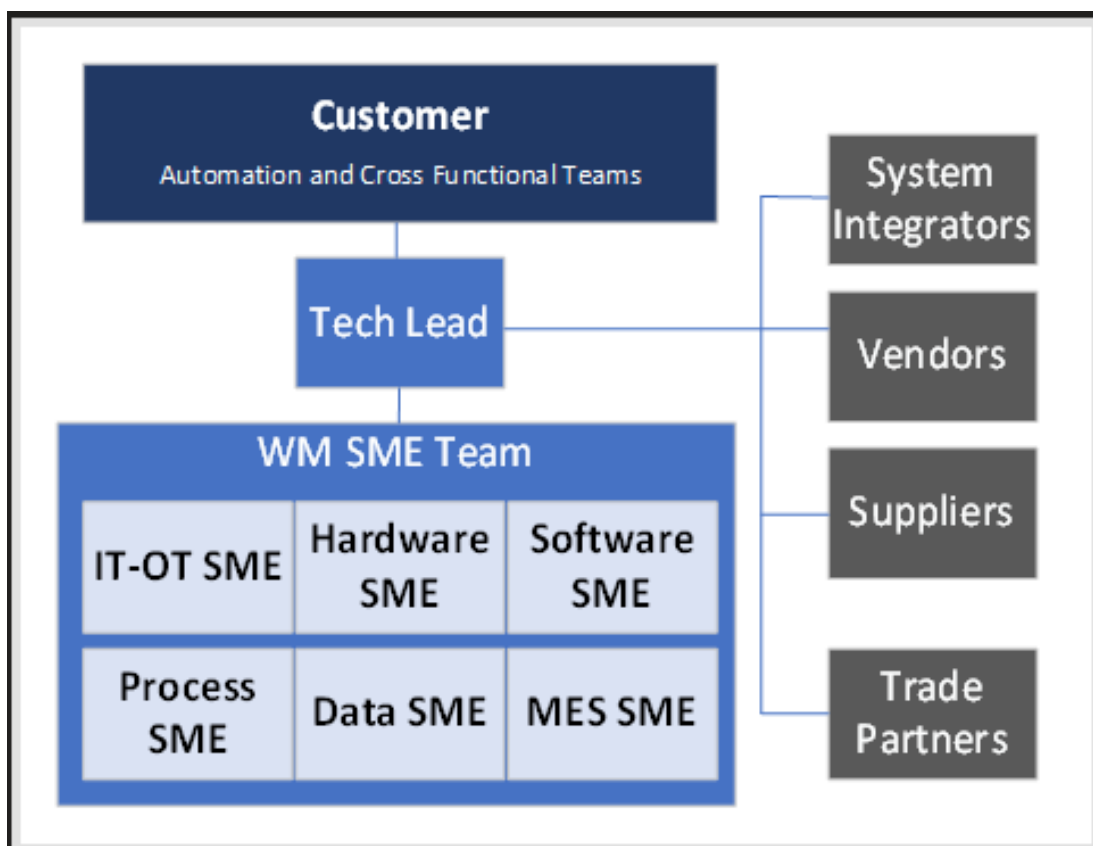 Customer
Automation and Cross Functional Teams
Tech Lead
WM SME Team
IT-OT SME
Hardware
SME
Software
SME
Process
SME
Data SME
MES SME
System
Integrators
Vendors
Suppliers
Trade
Partners